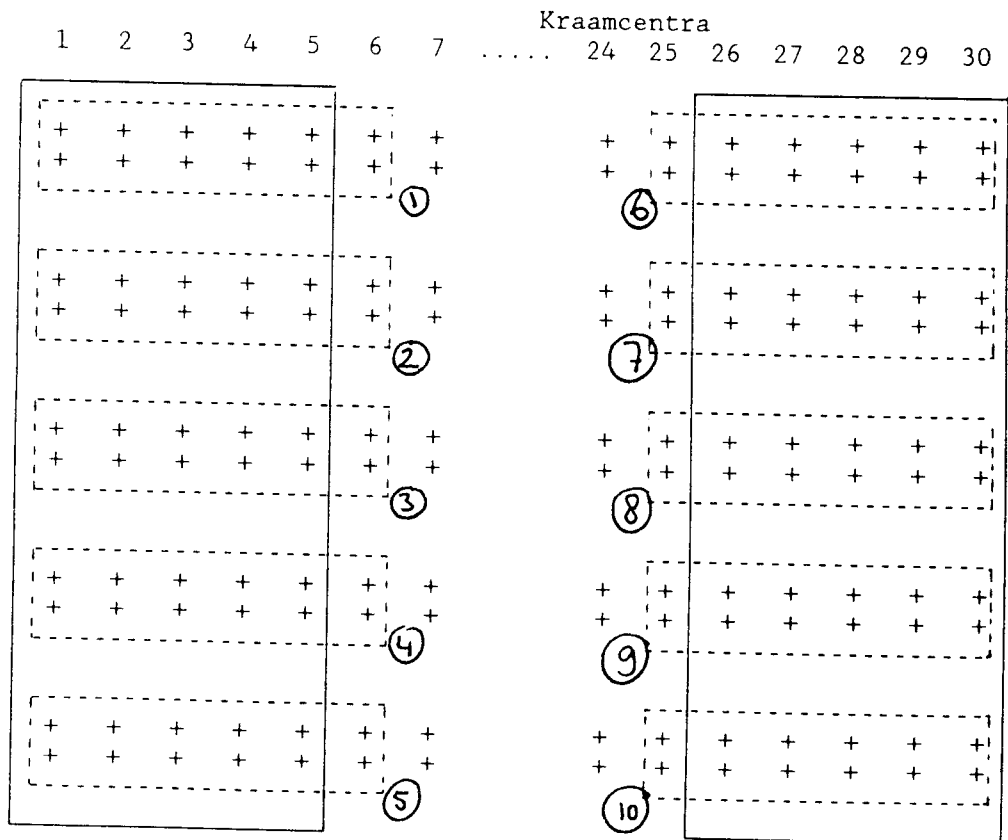 Kraamcentra
1 2 3 4 5 6 7 ..... 24 25 26 27 28 29 30
+ + + + + + + + + + + + + +
+ + + + + + + + + + + + + +
1 6
+ + + + + + + + + + + + + +
+ + + + + + + + + + + + + +
2 7
+ + + + + + + + + + + + + +
+ + + + + + + + + + + + + +
3 8
+ + + + + + + + + + + + + +
+ + + + + + + + + + + + + +
4 9
+ + + + + + + + + + + + + +
+ + + + + + + + + + + + + +
5 10